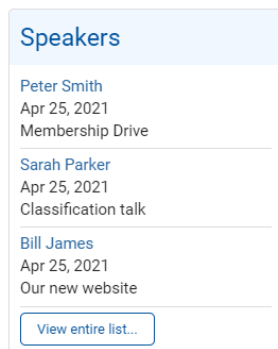 Speakers
Peter Smith
Apr 25, 2021
Membership Drive
Sarah Parker
Apr 25, 2021
Classification talk
Bill James
Apr 25, 2021
Our new website
View entire list...